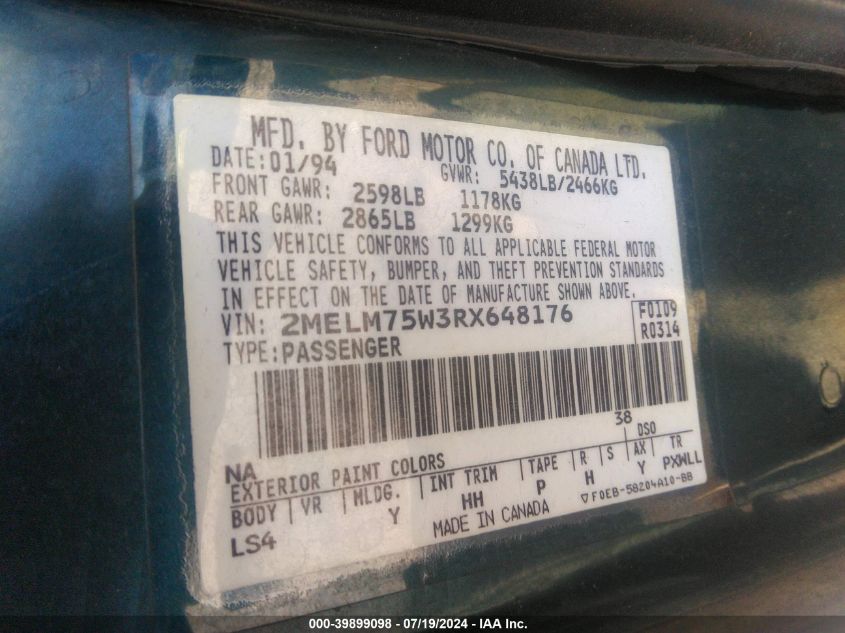 MFD. BY FORD MOTOR CO. OF CANADA LTD.
DATE: 01/94 GVWR: 5438LB/2466KG
FRONT GAWR: 2598LB 1178KG
REAR GAWR: 2865LB 1299KG
THIS VEHICLE CONFORMS TO ALL APPLICABLE FEDERAL MOTOR
VEHICLE SAFETY, BUMPER, AND THEFT PREVENTION STANDARDS
IN EFFECT ON THE DATE OF MANUFACTURE SHOWN ABOVE.
VIN: 2MELM75W3RX648176 F0109
TYPE: PASSENGER R0314
38
NA DSO
EXTERIOR PAINT COLORS
BODY VR MLDG. INT TRIM TAPE R S AX TR
LS4 Y HH P H Y PXWLL
MADE IN CANADA ▽F0EB-58204A10-BB
000-39899098 - 07/19/2024 - IAA Inc.